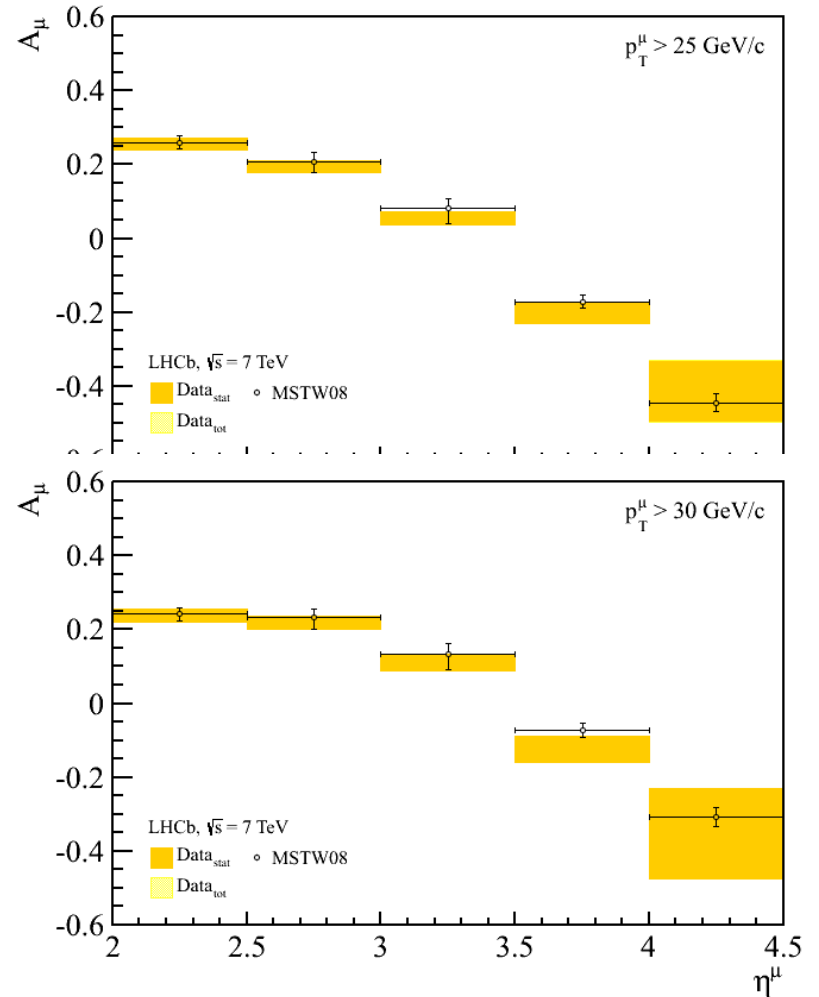 A_μ
p_T^μ > 25 GeV/c
0.6
0.4
0.2
0
-0.2
-0.4
LHCb, √s = 7 TeV
Data_stat MSTW08
Data_tot
A_μ
p_T^μ > 30 GeV/c
0.6
0.4
0.2
0
-0.2
-0.4
-0.6
LHCb, √s = 7 TeV
Data_stat MSTW08
Data_tot
2 2.5 3 3.5 4 4.5
η^μ